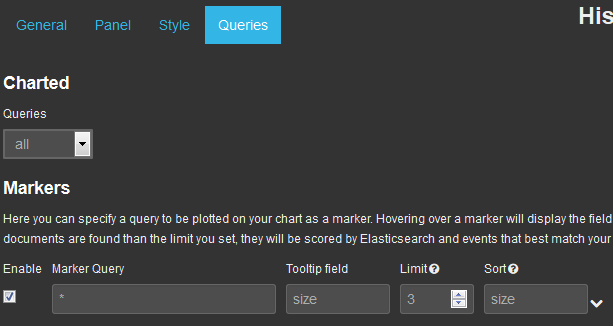 His
General Panel Style Queries
Charted
Queries
all
Markers
Here you can specify a query to be plotted on your chart as a marker. Hovering over a marker will display the field
documents are found than the limit you set, they will be scored by Elasticsearch and events that best match your
Enable Marker Query Tooltip field Limit? Sort?
* size 3 size